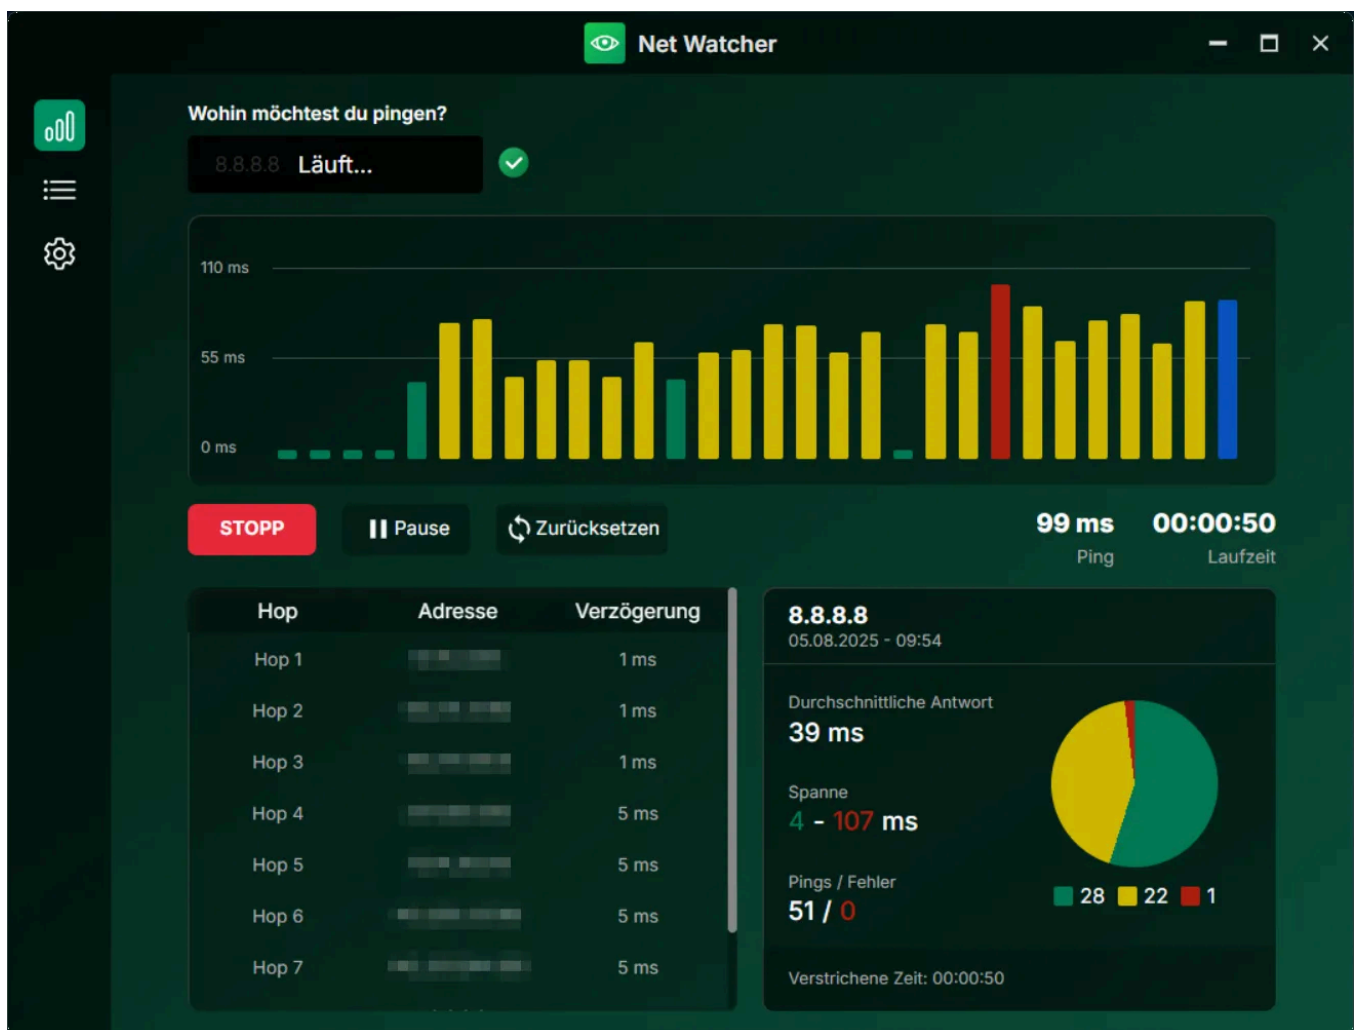 Net Watcher
Wohin möchtest du pingen?
8.8.8.8 Läuft...
110 ms
55 ms
0 ms
STOPP
Pause
Zurücksetzen
99 ms
Ping
00:00:50
Laufzeit
Hop Adresse Verzögerung
Hop 1 1 ms
Hop 2 1 ms
Hop 3 1 ms
Hop 4 5 ms
Hop 5 5 ms
Hop 6 5 ms
Hop 7 5 ms
8.8.8.8
05.08.2025 - 09:54
Durchschnittliche Antwort
39 ms
Spanne
4 - 107 ms
Pings / Fehler
51 / 0
28 22 1
Verstrichene Zeit: 00:00:50